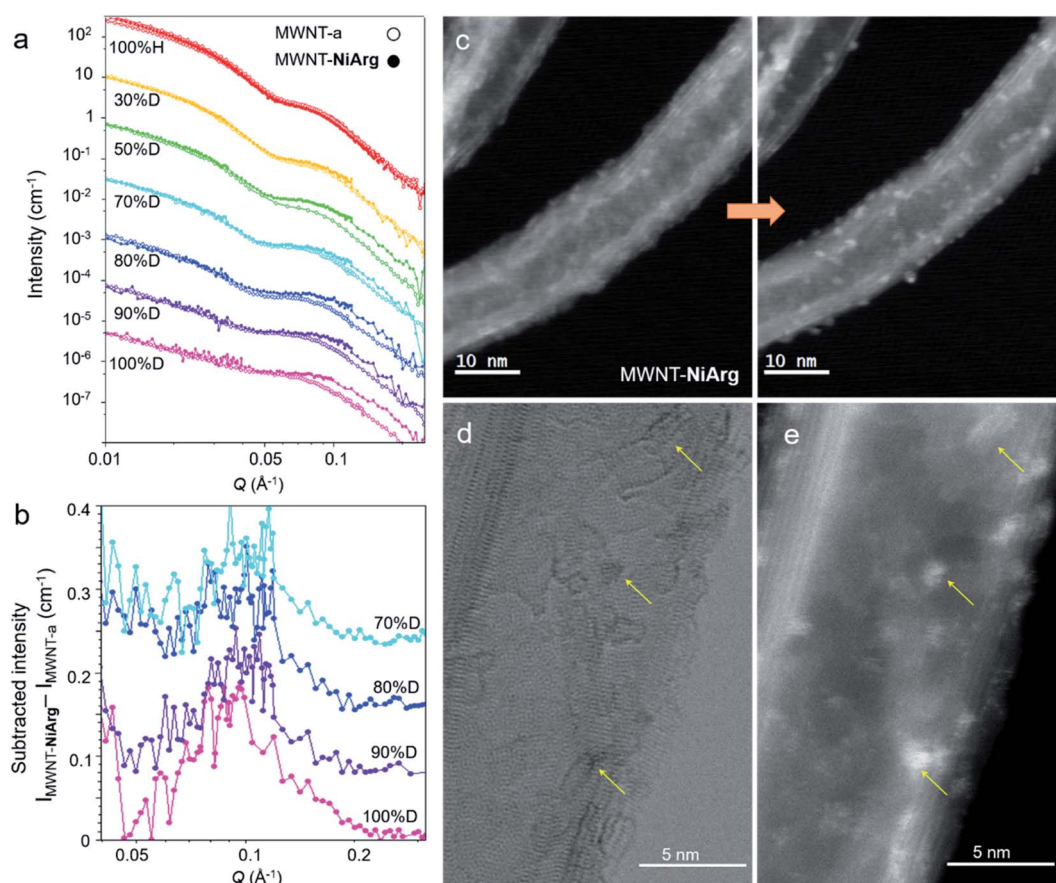 a
MWNT-a
MWNT-NiArg
100%H
30%D
50%D
70%D
80%D
90%D
100%D
10²
10
1
10⁻¹
10⁻²
10⁻³
10⁻⁴
10⁻⁵
10⁻⁶
10⁻⁷
Intensity (cm⁻¹)
0.01
0.05
0.1
Q (Å⁻¹)
b
0.4
0.3
0.2
0.1
0
Subtracted intensity
I MWNT-NiArg — I MWNT-a (cm⁻¹)
70%D
80%D
90%D
100%D
0.05
0.1
0.2
Q (Å⁻¹)
c
10 nm
MWNT-NiArg
10 nm
d
5 nm
e
5 nm